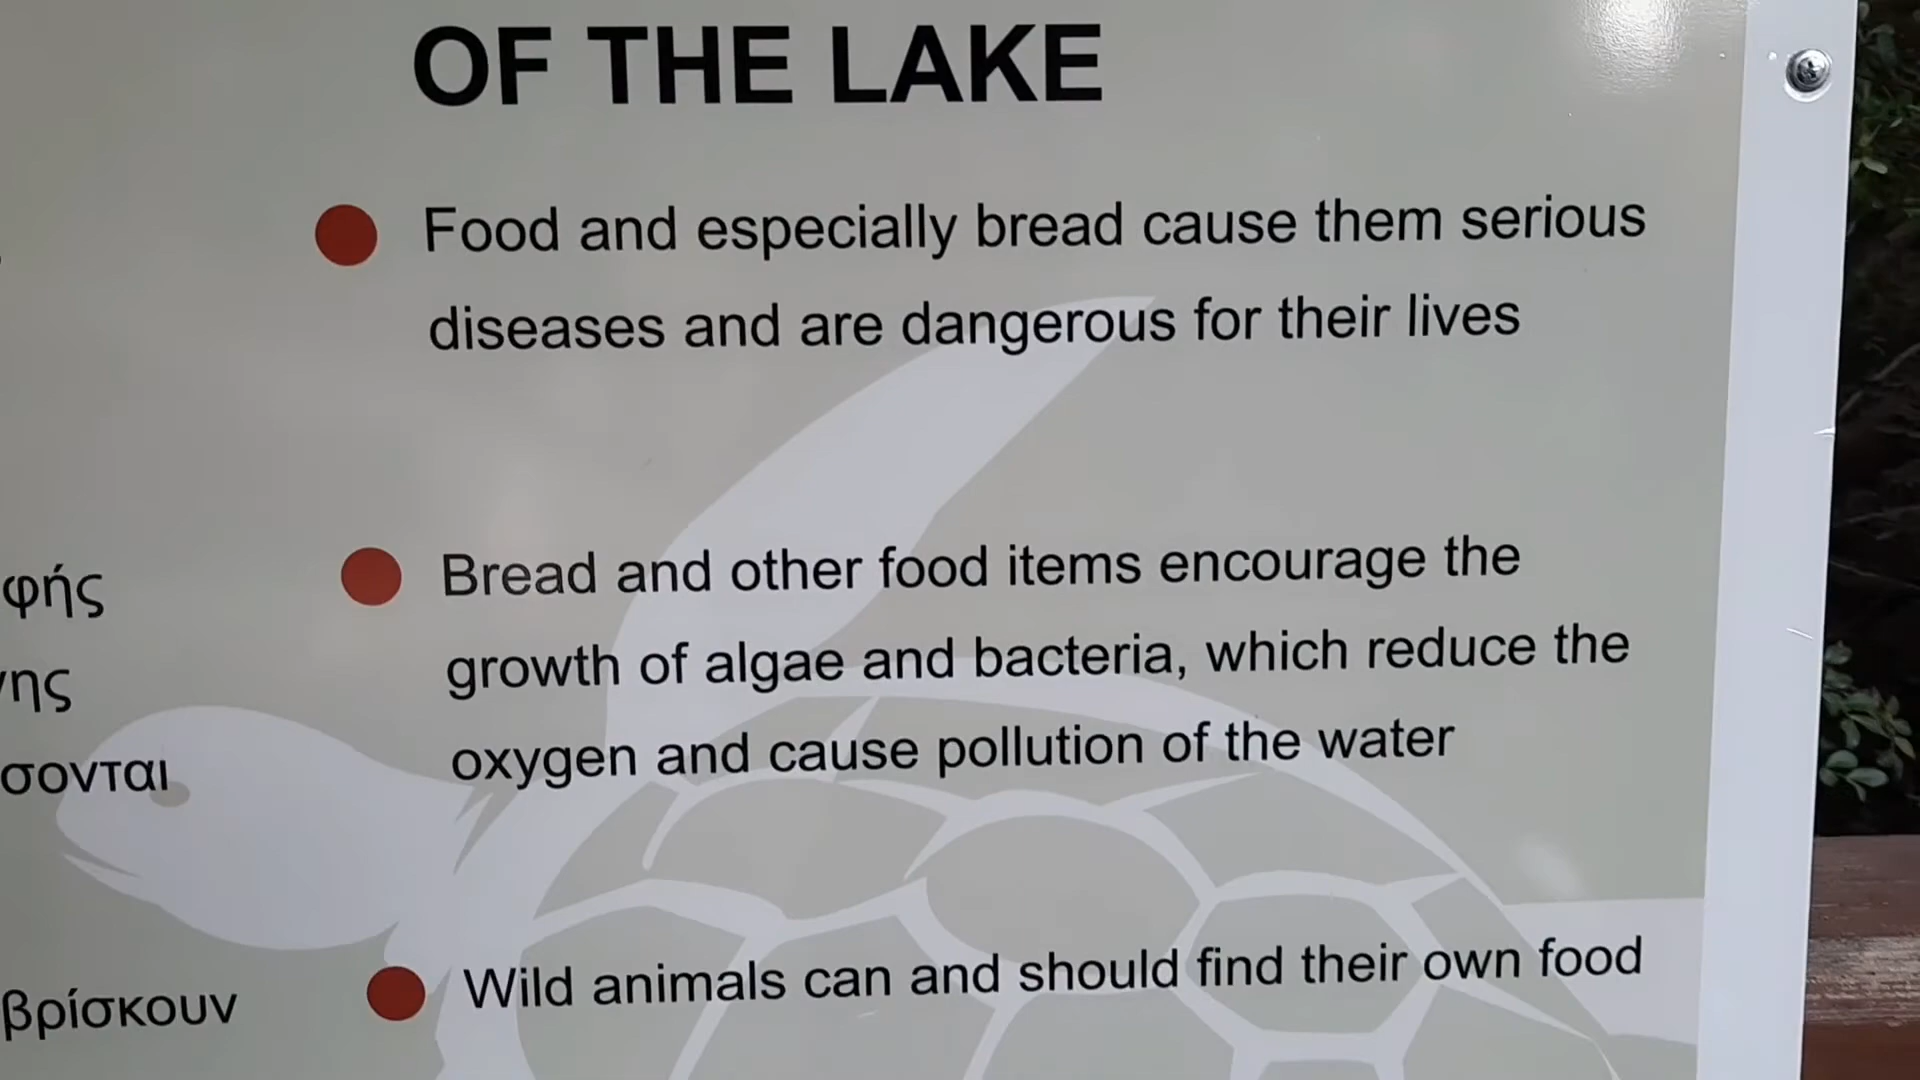 OF THE LAKE
Food and especially bread cause them serious
diseases and are dangerous for their lives
φής
ης
σονται
Bread and other food items encourage the
growth of algae and bacteria, which reduce the
oxygen and cause pollution of the water
βρίσκουν
Wild animals can and should find their own food